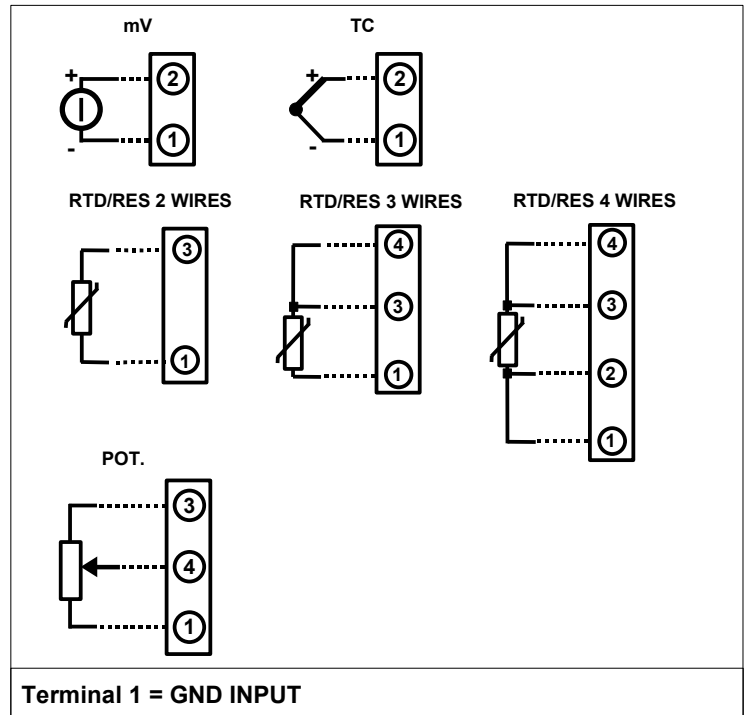 mV TC
+ 2 + 2
- 1 - 1
RTD/RES 2 WIRES RTD/RES 3 WIRES RTD/RES 4 WIRES
3 4 4
3 3
1 1 2
1
POT.
3
4
1
Terminal 1 = GND INPUT